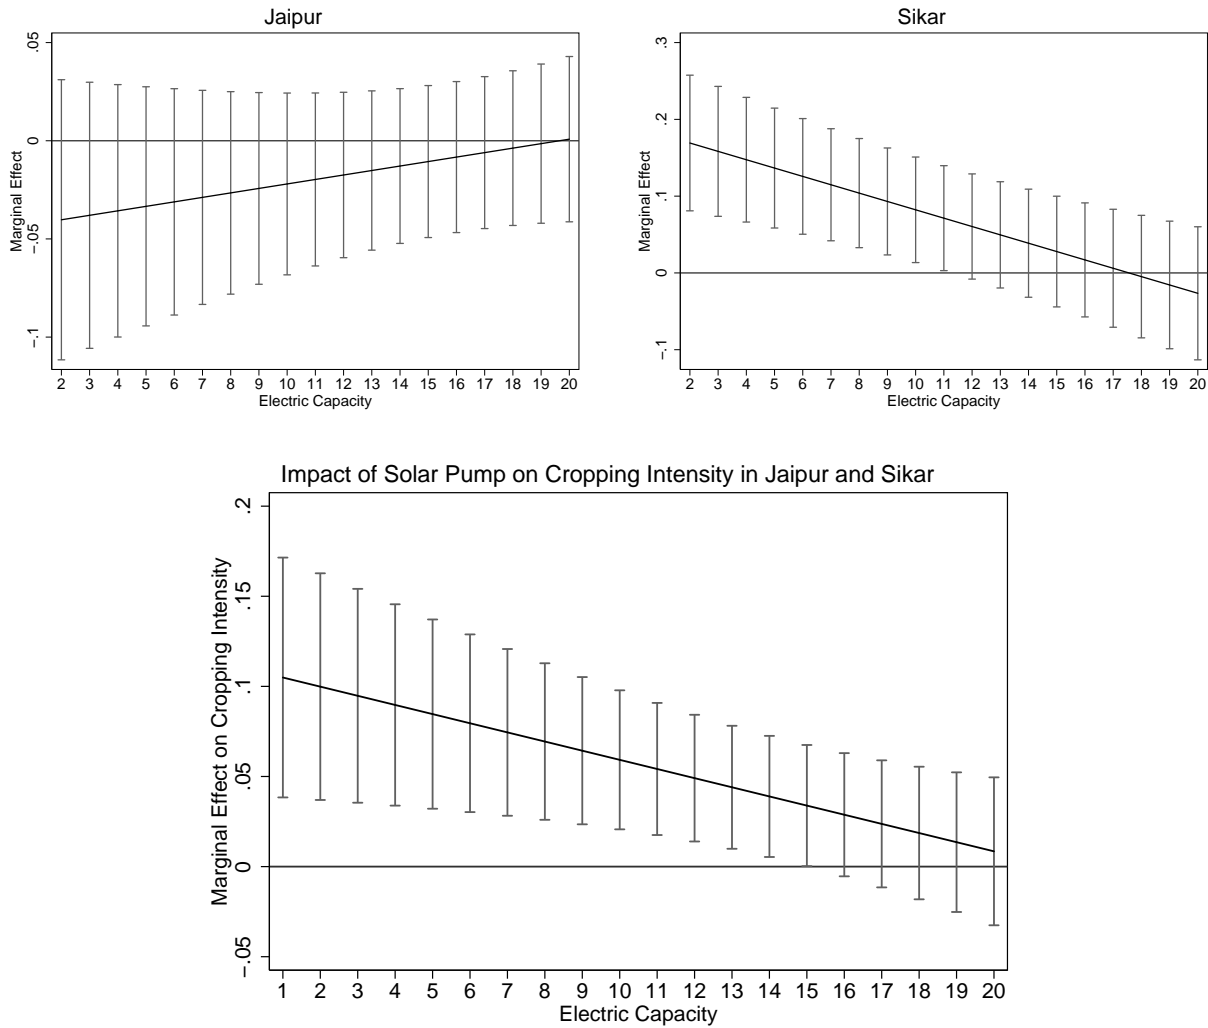 Jaipur
.05
0
−.05
−.1
Marginal Effect
2 3 4 5 6 7 8 9 10 11 12 13 14 15 16 17 18 19 20
Electric Capacity
Sikar
.3
.2
.1
0
−.1
Marginal Effect
2 3 4 5 6 7 8 9 10 11 12 13 14 15 16 17 18 19 20
Electric Capacity
Impact of Solar Pump on Cropping Intensity in Jaipur and Sikar
.2
.15
.1
.05
0
−.05
Marginal Effect on Cropping Intensity
1 2 3 4 5 6 7 8 9 10 11 12 13 14 15 16 17 18 19 20
Electric Capacity